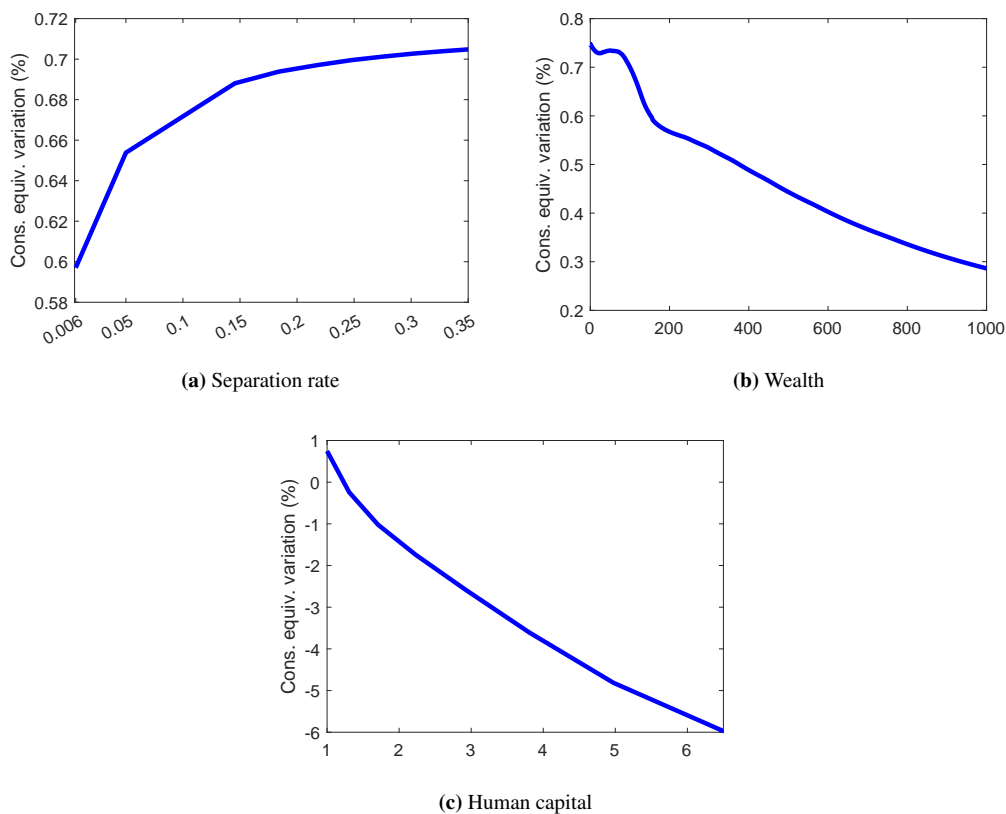 Cons. equiv. variation (%)
0.72
0.7
0.68
0.66
0.64
0.62
0.6
0.58
0.006 0.05 0.1 0.15 0.2 0.25 0.3 0.35
(a) Separation rate
Cons. equiv. variation (%)
0.8
0.7
0.6
0.5
0.4
0.3
0.2
0 200 400 600 800 1000
(b) Wealth
Cons. equiv. variation (%)
1
0
-1
-2
-3
-4
-5
-6
1 2 3 4 5 6
(c) Human capital